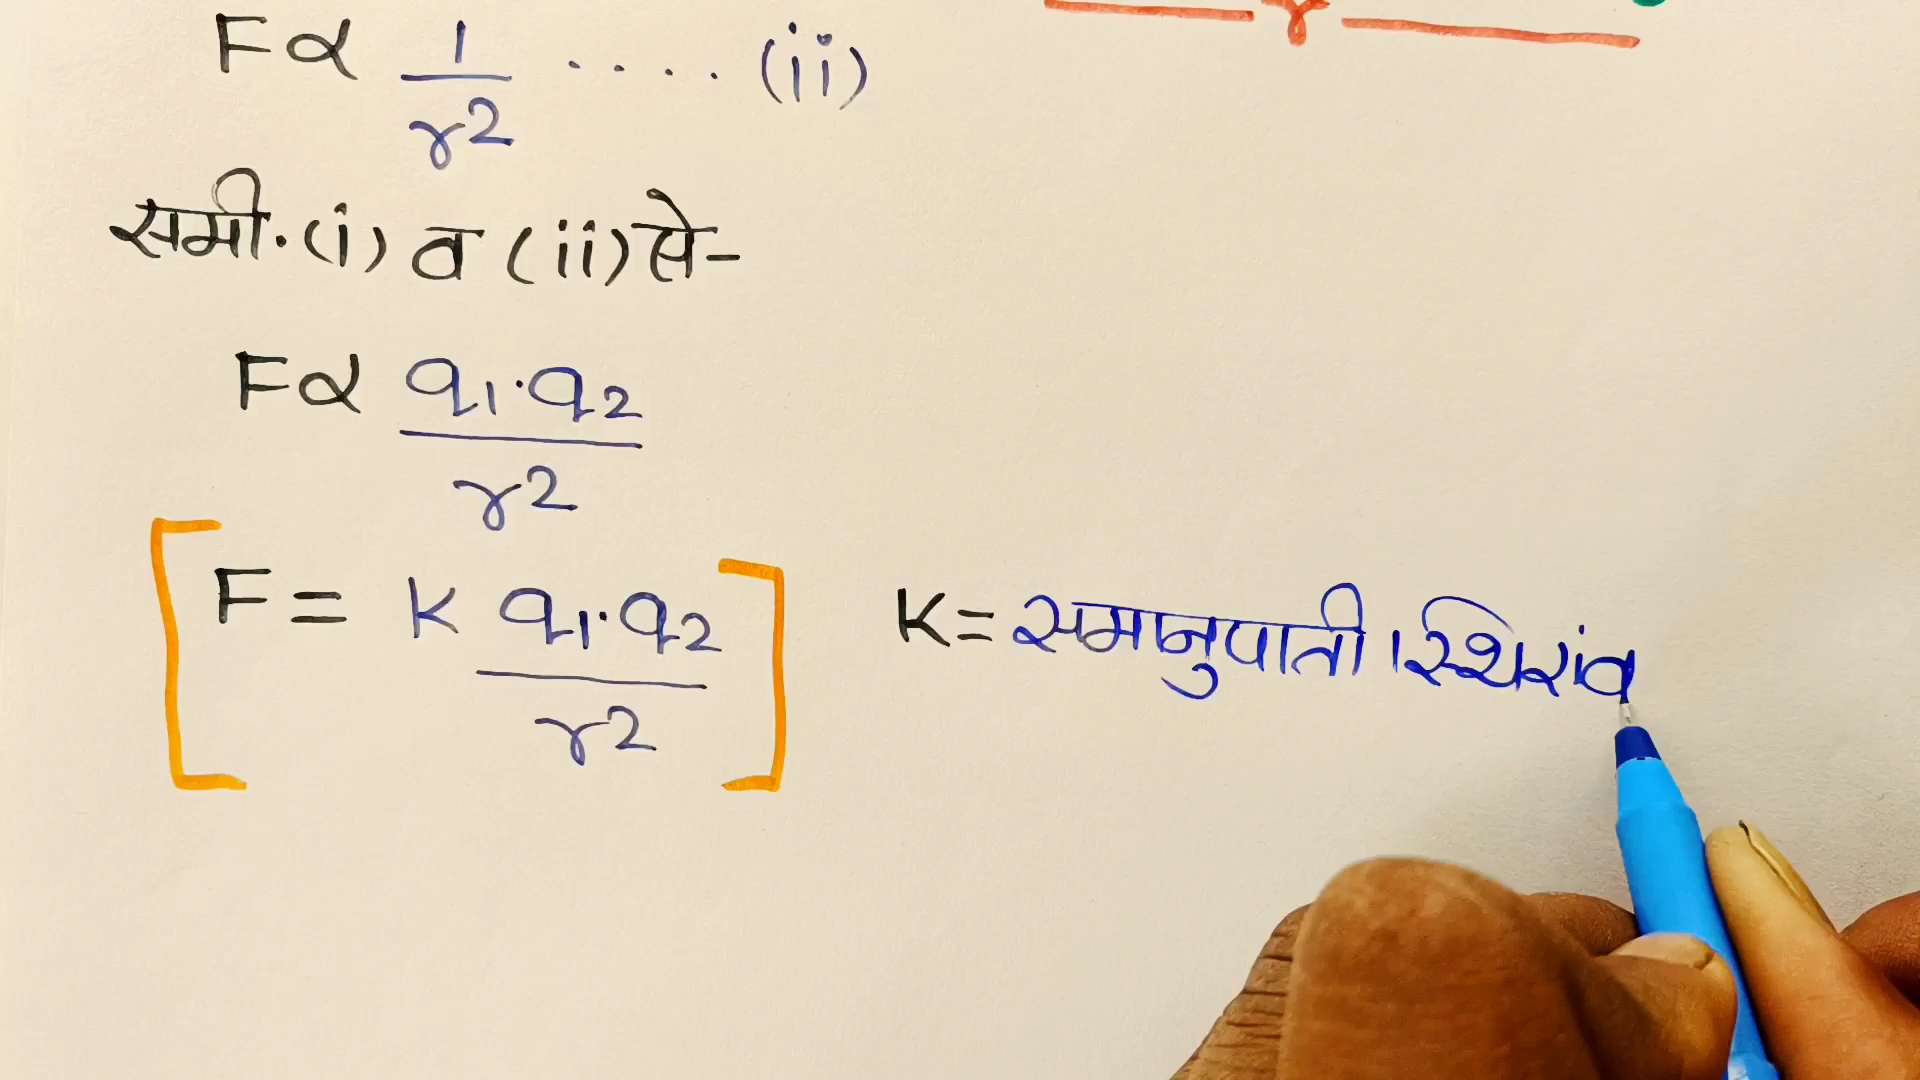 F∝ 1/r² .... (ii)
समी. (i) व (ii) से-
F∝ q₁.q₂/r²
F = K q₁.q₂/r²
K = समानुपाती स्थिरांव
r